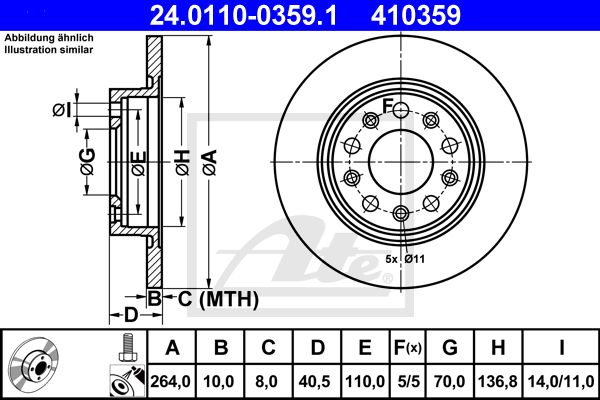 24.0110-0359.1 410359
Abbildung ähnlich
Illustration similar
ØI
ØG
ØE
ØH
ØA
F
5x Ø11
B
C (MTH)
D
Ate
A B C D E F(x) G H I
264,0 10,0 8,0 40,5 110,0 5/5 70,0 136,8 14,0/11,0